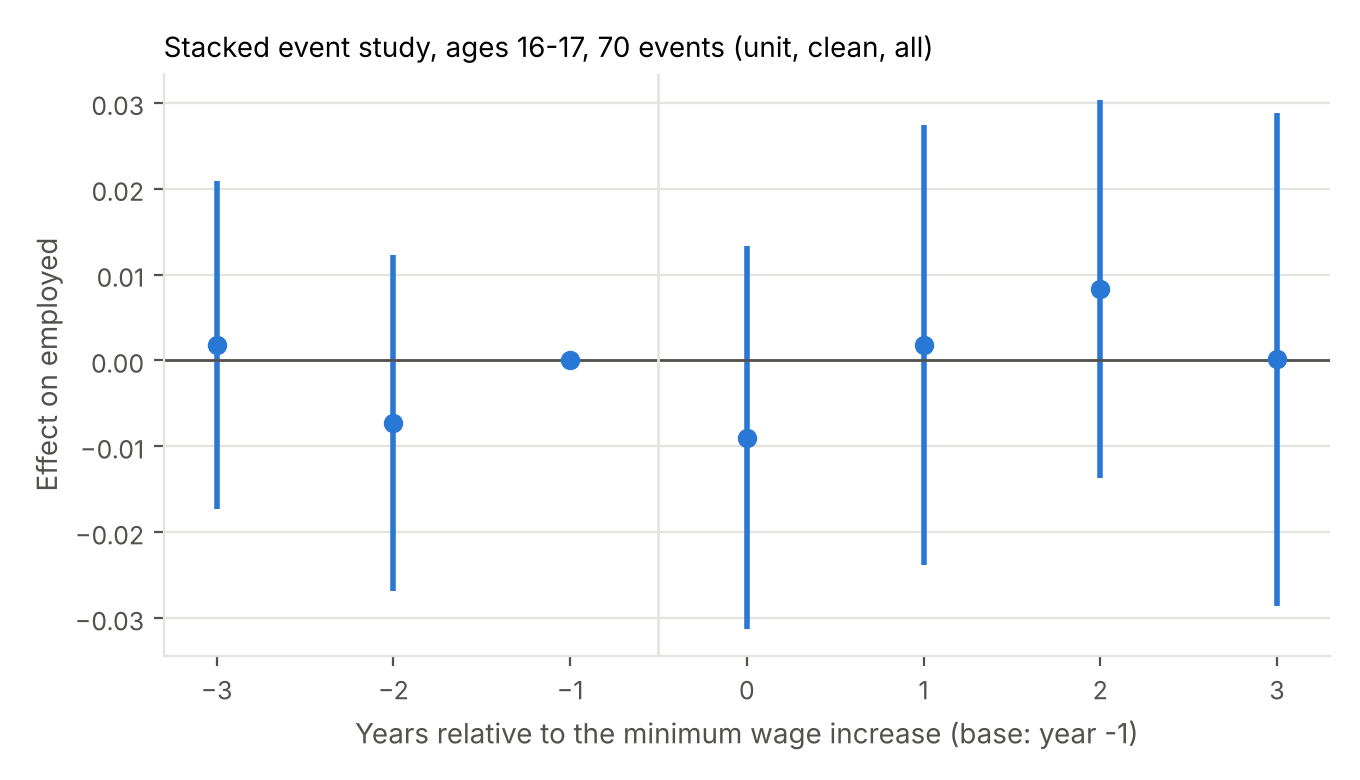 Stacked event study, ages 16-17, 70 events (unit, clean, all)
Effect on employed
0.03
0.02
0.01
0.00
−0.01
−0.02
−0.03
−3 −2 −1 0 1 2 3
Years relative to the minimum wage increase (base: year -1)